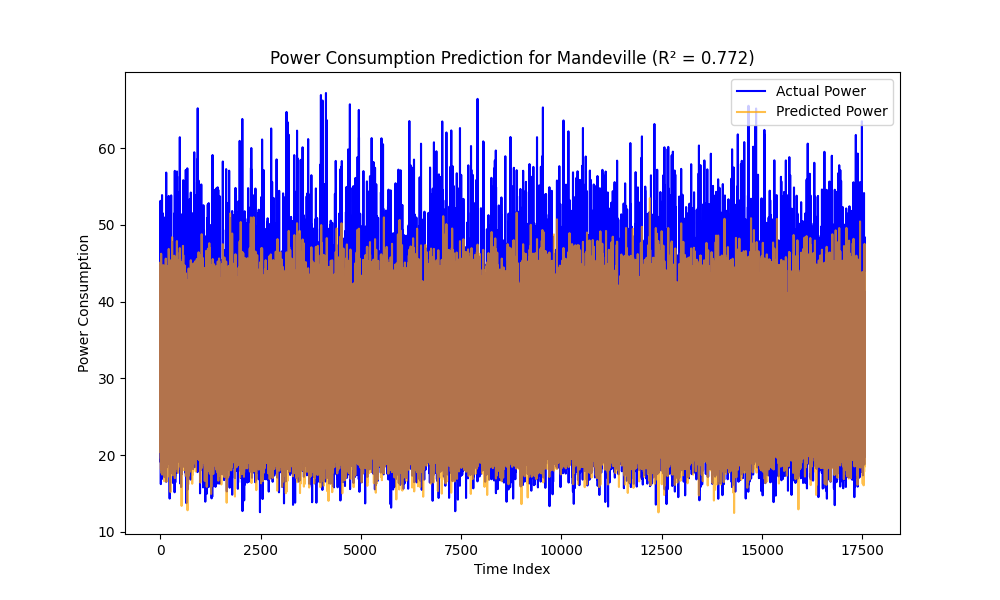 Power Consumption Prediction for Mandeville (R² = 0.772)
Actual Power
Predicted Power
Power Consumption
60
50
40
30
20
10
0
2500
5000
7500
10000
12500
15000
17500
Time Index